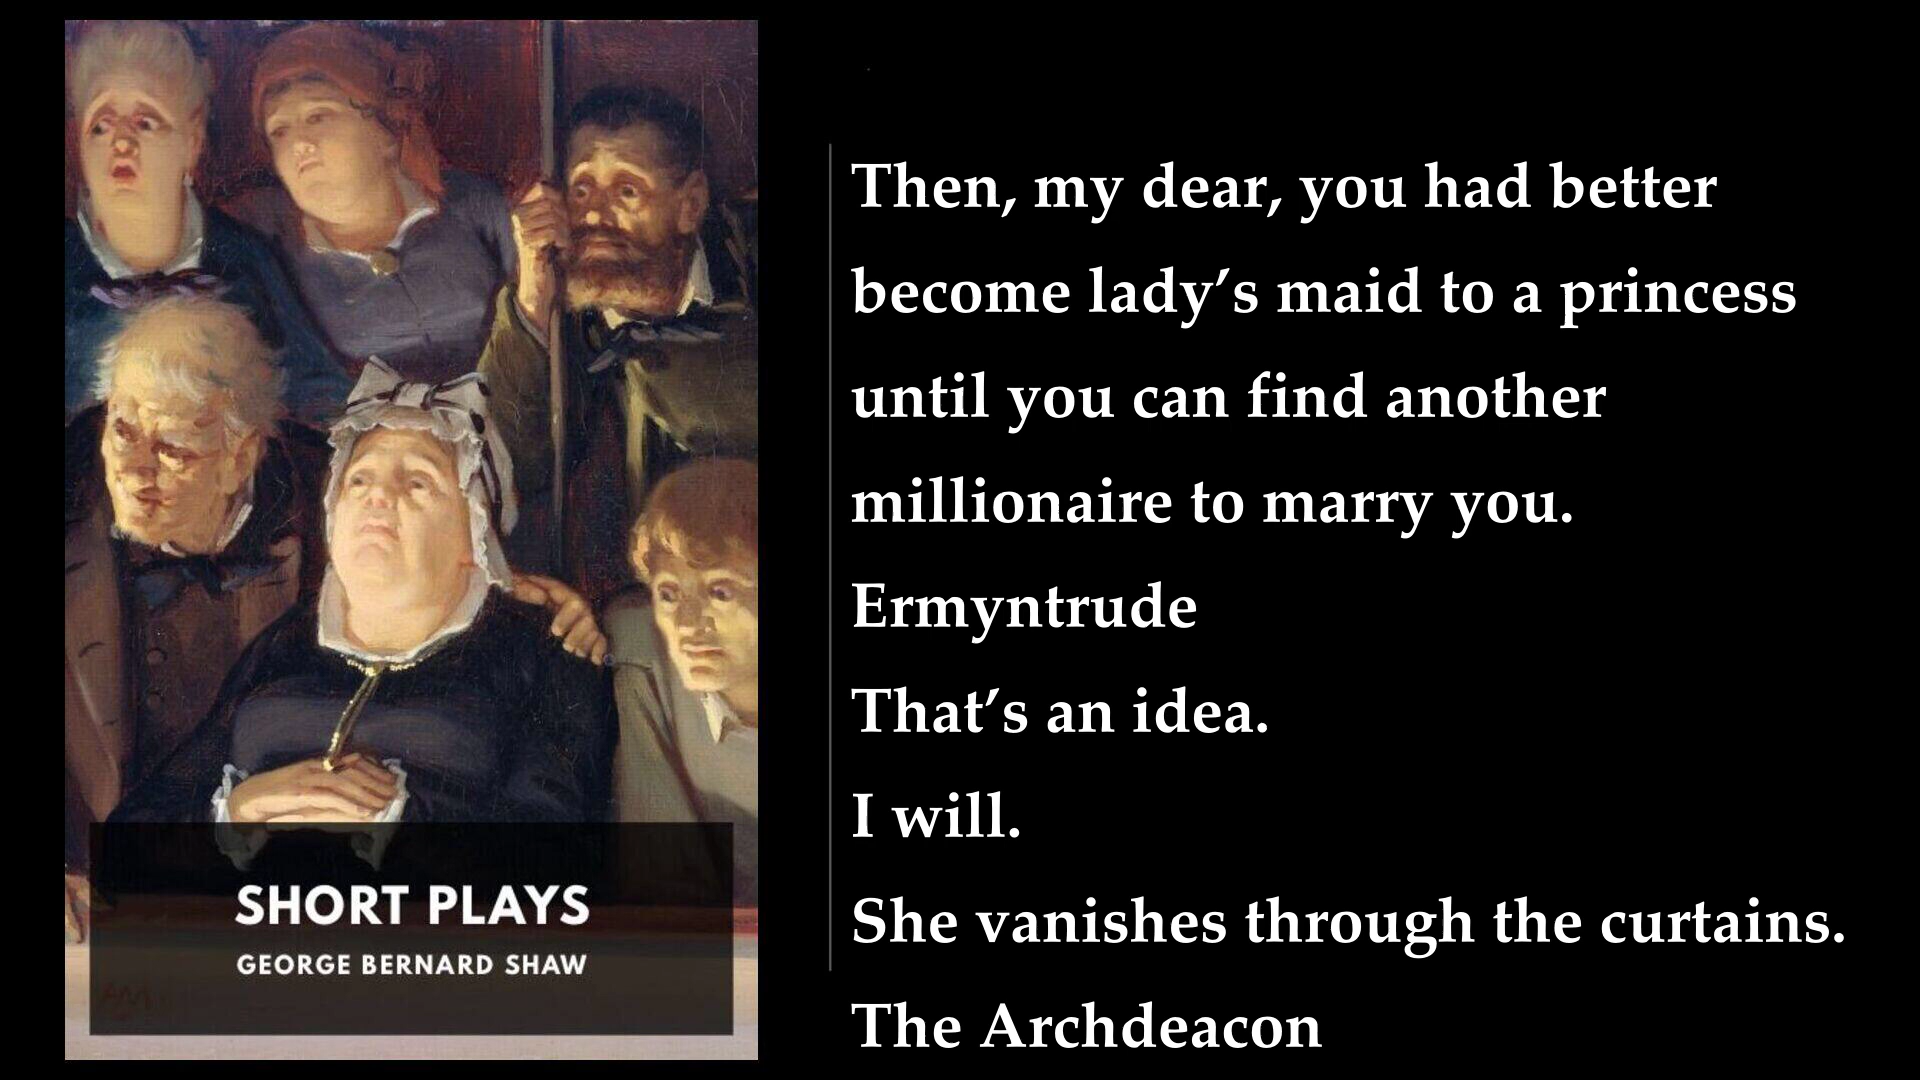 SHORT PLAYS
GEORGE BERNARD SHAW
Then, my dear, you had better
become lady’s maid to a princess
until you can find another
millionaire to marry you.
Ermyntrude
That’s an idea.
I will.
She vanishes through the curtains.
The Archdeacon